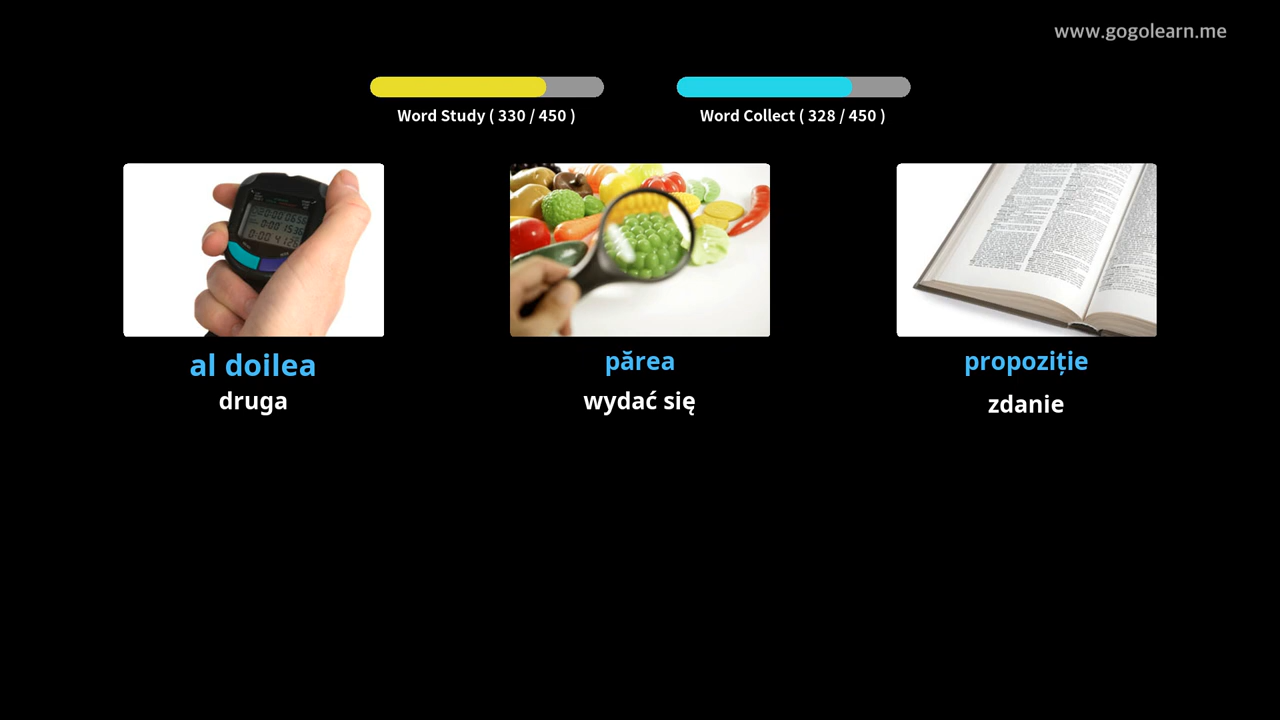 www.gogolearn.me
Word Study ( 330 / 450 )
Word Collect ( 328 / 450 )
al doilea
druga
părea
wydać się
propoziție
zdanie